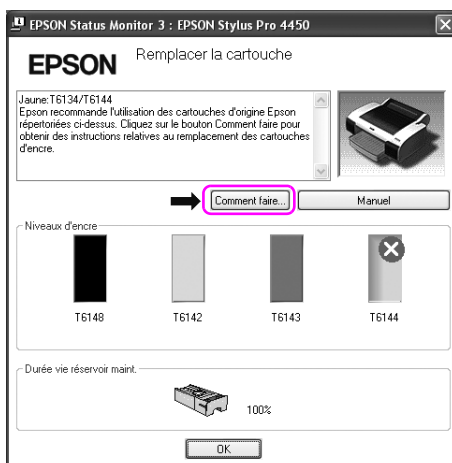 EPSON Status Monitor 3 : EPSON Stylus Pro 4450
EPSON
Remplacer la cartouche
Jaune:T6134/T6144
Epson recommande l'utilisation des cartouches d'origine Epson
répertoriées ci-dessus. Cliquez sur le bouton Comment faire pour
obtenir des instructions relatives au remplacement des cartouches
d'encre.
Comment faire...
Manuel
Niveaux d'encre
T6148 T6142 T6143 T6144
Durée vie réservoir maint.
100%
OK